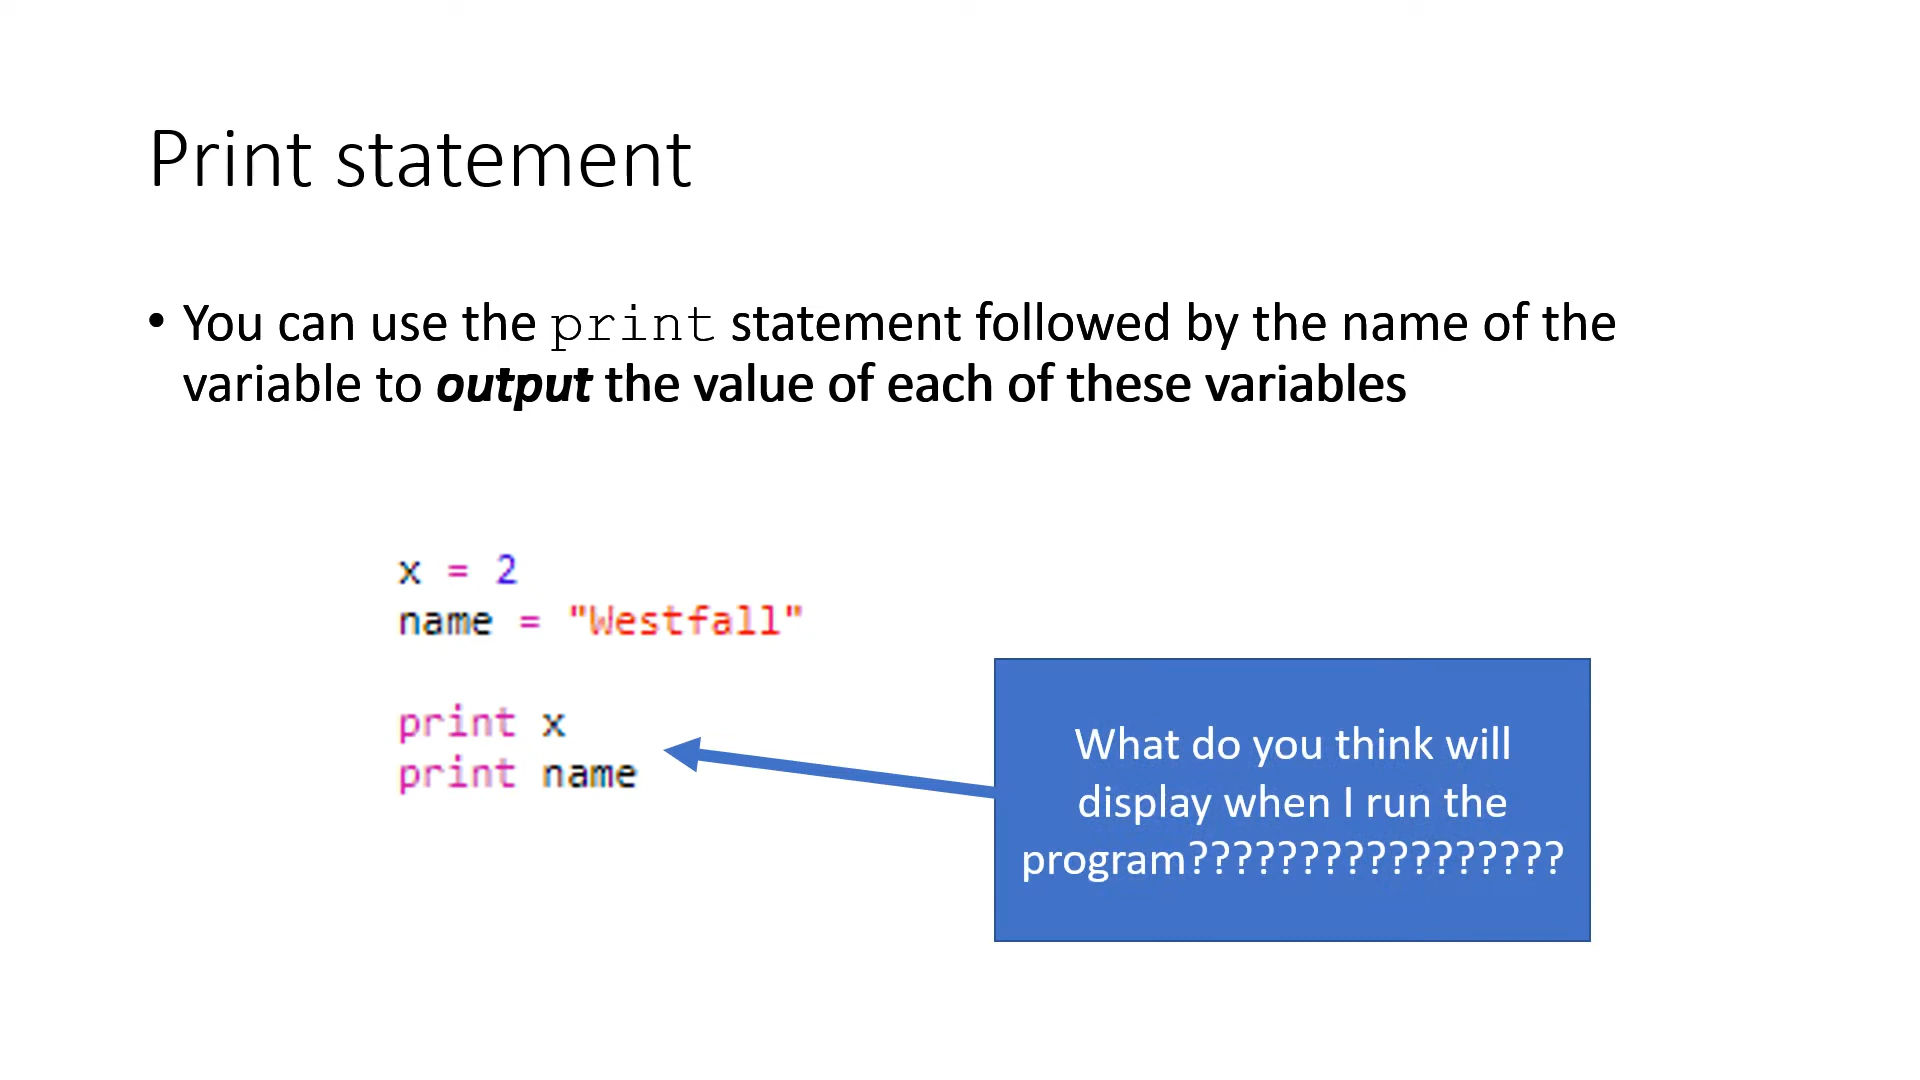 Print statement
• You can use the print statement followed by the name of the
variable to output the value of each of these variables
x = 2
name = "Westfall"
print x
print name
What do you think will
display when I run the
program?????????????????